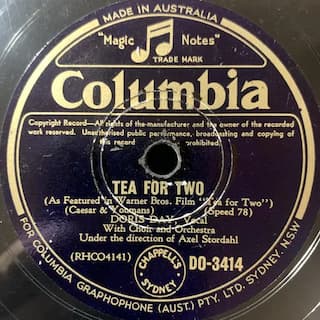 MADE IN AUSTRALIA
"Magic Notes"
TRADE MARK
Columbia
Copyright Record—All rights of the manufacturer and the owner of the recorded
work reserved. Unauthorised public performance, broadcasting and copying of
this record prohibited.
TEA FOR TWO
(As Featured in Warner Bros. Film "Tea for Two")
(Caesar & Youmans) (Speed 78)
DORIS DAY, Vocal
With Choir and Orchestra
Under the direction of Axel Stordahl
(RHCO4141)
CHAPPELLS
SYDNEY
DO-3414
FOR COLUMBIA GRAPHOPHONE (AUST.) PTY. LTD. SYDNEY. N.S.W.